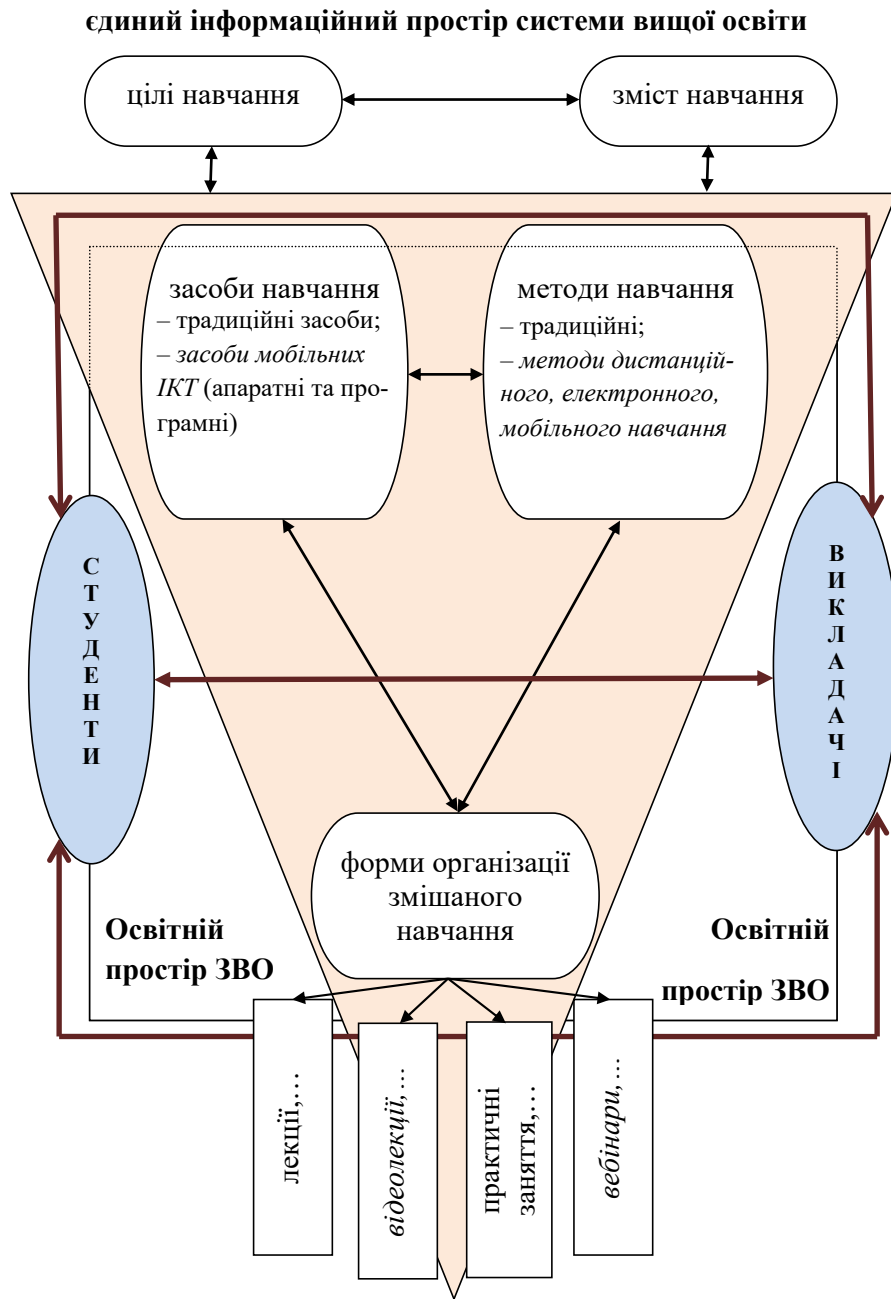 єдиний інформаційний простір системи вищої освіти
цілі навчання
зміст навчання
засоби навчання
– традиційні засоби;
– засоби мобільних
ІКТ (апаратні та про-
грамні)
методи навчання
– традиційні;
– методи дистанцій-
ного, електронного,
мобільного навчання
СТУДЕНТИ
ВИКЛАДАЧІ
форми організації
змішаного
навчання
Освітній
простір ЗВО
Освітній
простір ЗВО
лекції,…
відеолекції,…
практичні
заняття,…
вебінари,…